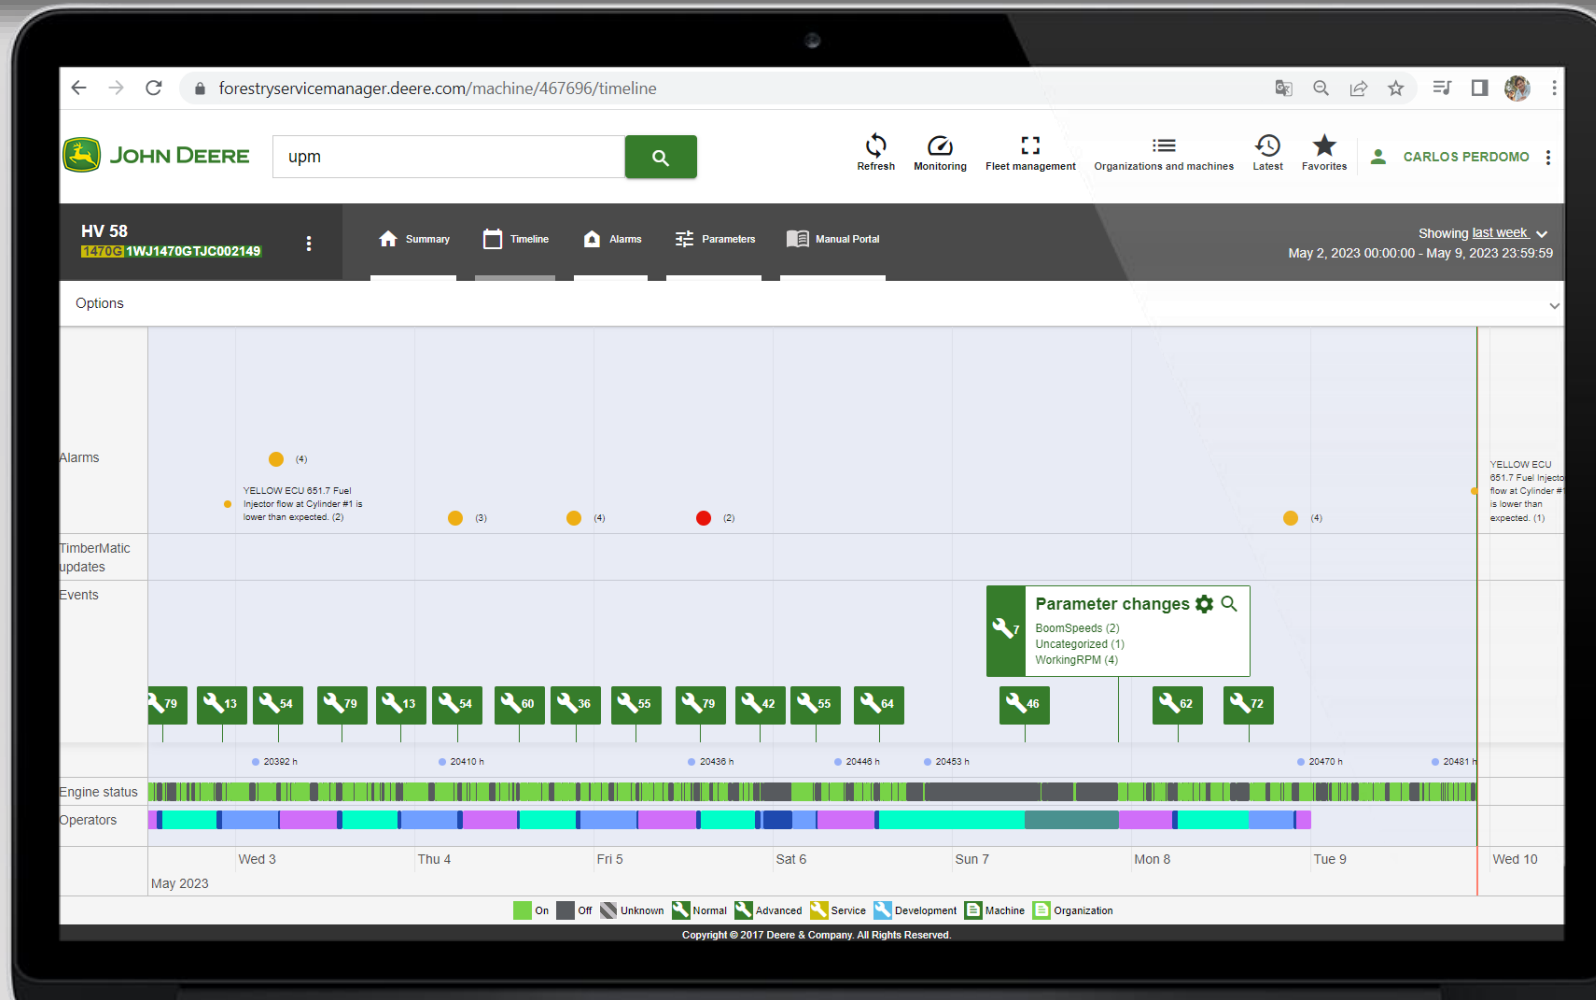 forestryservicemanager.deere.com/machine/467696/timeline
JOHN DEERE
upm
Refresh
Monitoring
Fleet management
Organizations and machines
Latest
Favorites
CARLOS PERDOMO
HV 58
1470G 1WJ1470GTJC002149
Summary
Timeline
Alarms
Parameters
Manual Portal
Showing last week
May 2, 2023 00:00:00 - May 9, 2023 23:59:59
Options
Alarms
(4)
YELLOW ECU 651.7 Fuel
Injector flow at Cylinder #1 is
lower than expected. (2)
(3)
(4)
(2)
(4)
YELLOW ECU
651.7 Fuel Injecto
flow at Cylinder #1
is lower than
expected. (1)
TimberMatic
updates
Events
7
Parameter changes
BoomSpeeds (2)
Uncategorized (1)
WorkingRPM (4)
79
13
54
79
13
54
60
36
55
79
42
55
64
46
62
72
20392 h
20410 h
20436 h
20446 h
20453 h
20470 h
20481 h
Engine status
Operators
Wed 3
Thu 4
Fri 5
Sat 6
Sun 7
Mon 8
Tue 9
Wed 10
May 2023
On
Off
Unknown
Normal
Advanced
Service
Development
Machine
Organization
Copyright © 2017 Deere & Company. All Rights Reserved.